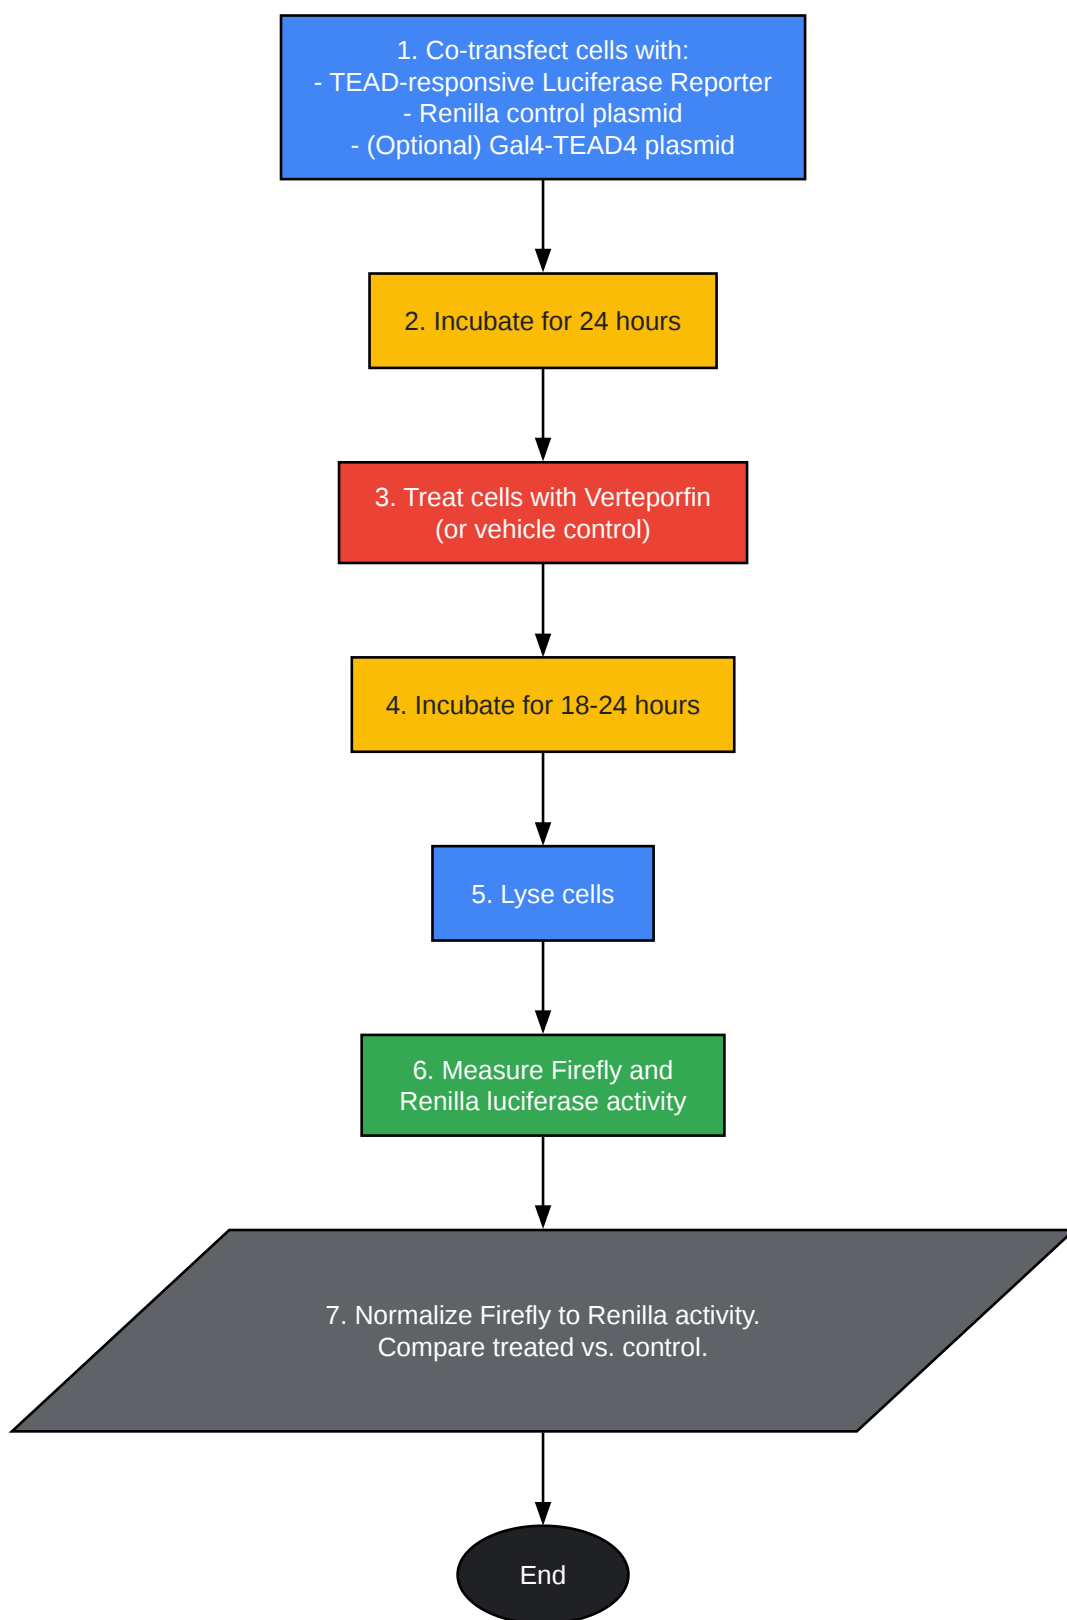 1. Co-transfect cells with:
- TEAD-responsive Luciferase Reporter
- Renilla control plasmid
- (Optional) Gal4-TEAD4 plasmid
2. Incubate for 24 hours
3. Treat cells with Verteporfin
(or vehicle control)
4. Incubate for 18-24 hours
5. Lyse cells
6. Measure Firefly and
Renilla luciferase activity
7. Normalize Firefly to Renilla activity.
Compare treated vs. control.
End